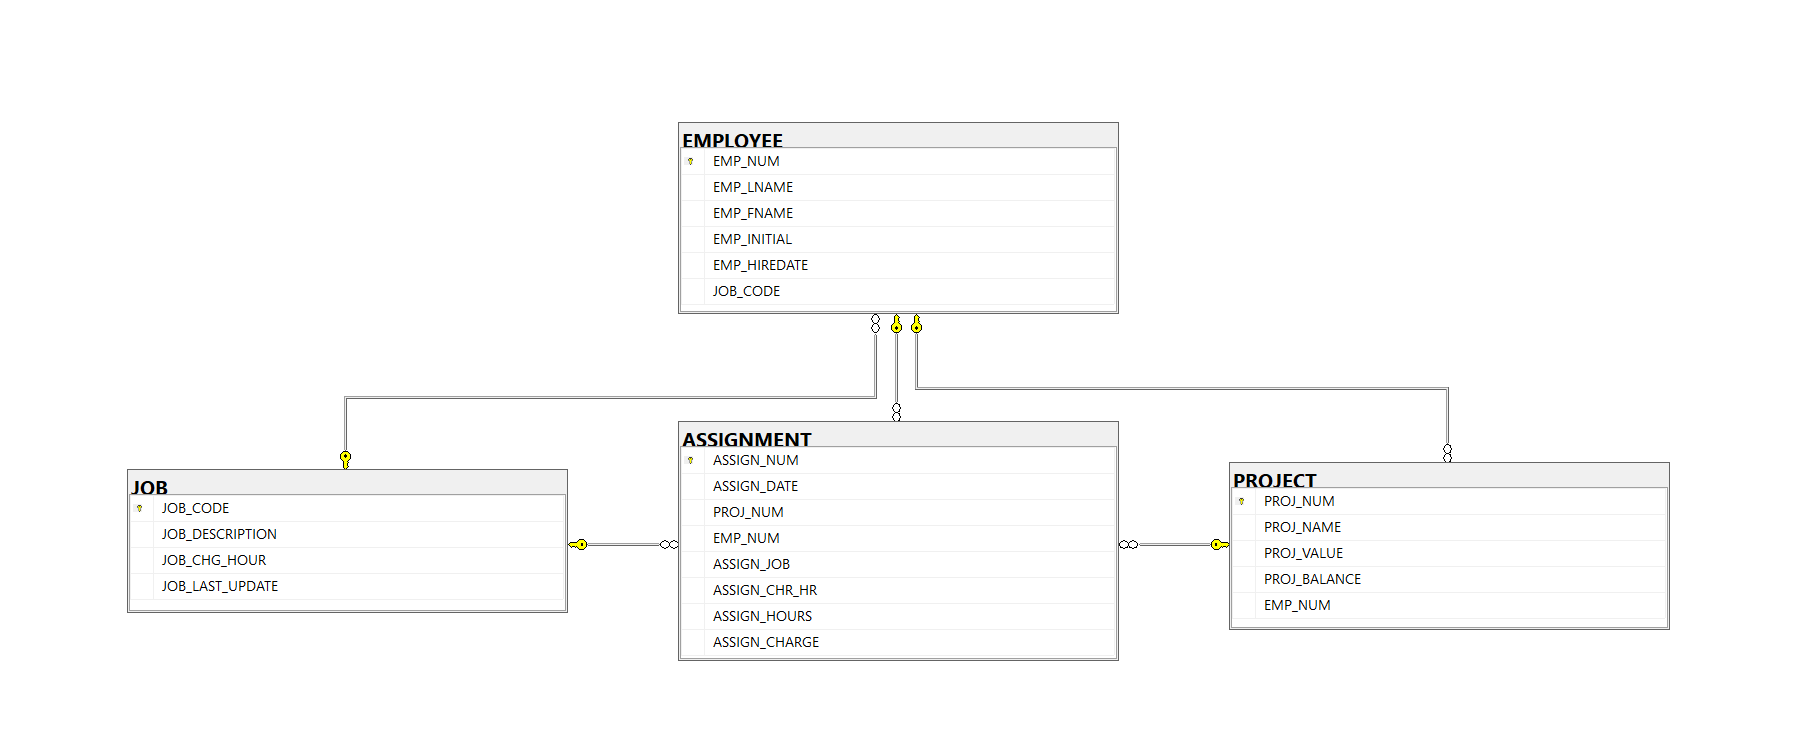 EMPLOYEE
EMP_NUM
EMP_LNAME
EMP_FNAME
EMP_INITIAL
EMP_HIREDATE
JOB_CODE
JOB
JOB_CODE
JOB_DESCRIPTION
JOB_CHG_HOUR
JOB_LAST_UPDATE
ASSIGNMENT
ASSIGN_NUM
ASSIGN_DATE
PROJ_NUM
EMP_NUM
ASSIGN_JOB
ASSIGN_CHR_HR
ASSIGN_HOURS
ASSIGN_CHARGE
PROJECT
PROJ_NUM
PROJ_NAME
PROJ_VALUE
PROJ_BALANCE
EMP_NUM